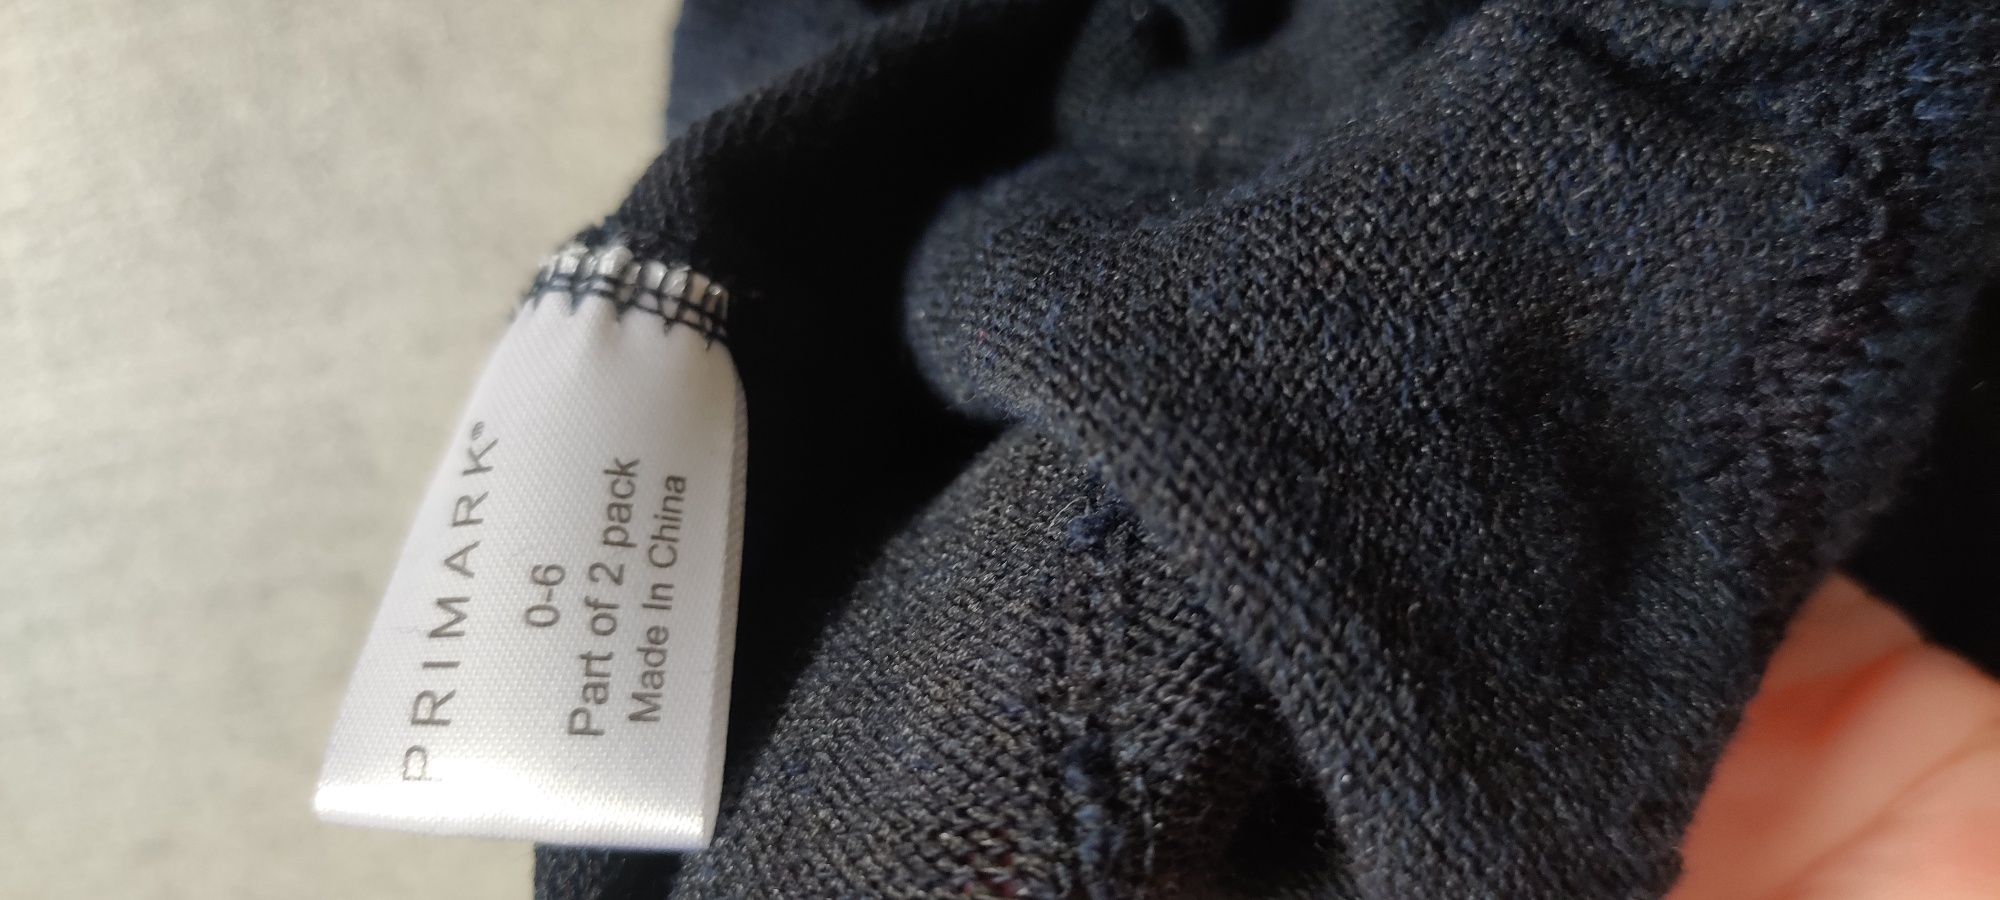 PRIMARK®
0-6
Part of 2 pack
Made In China